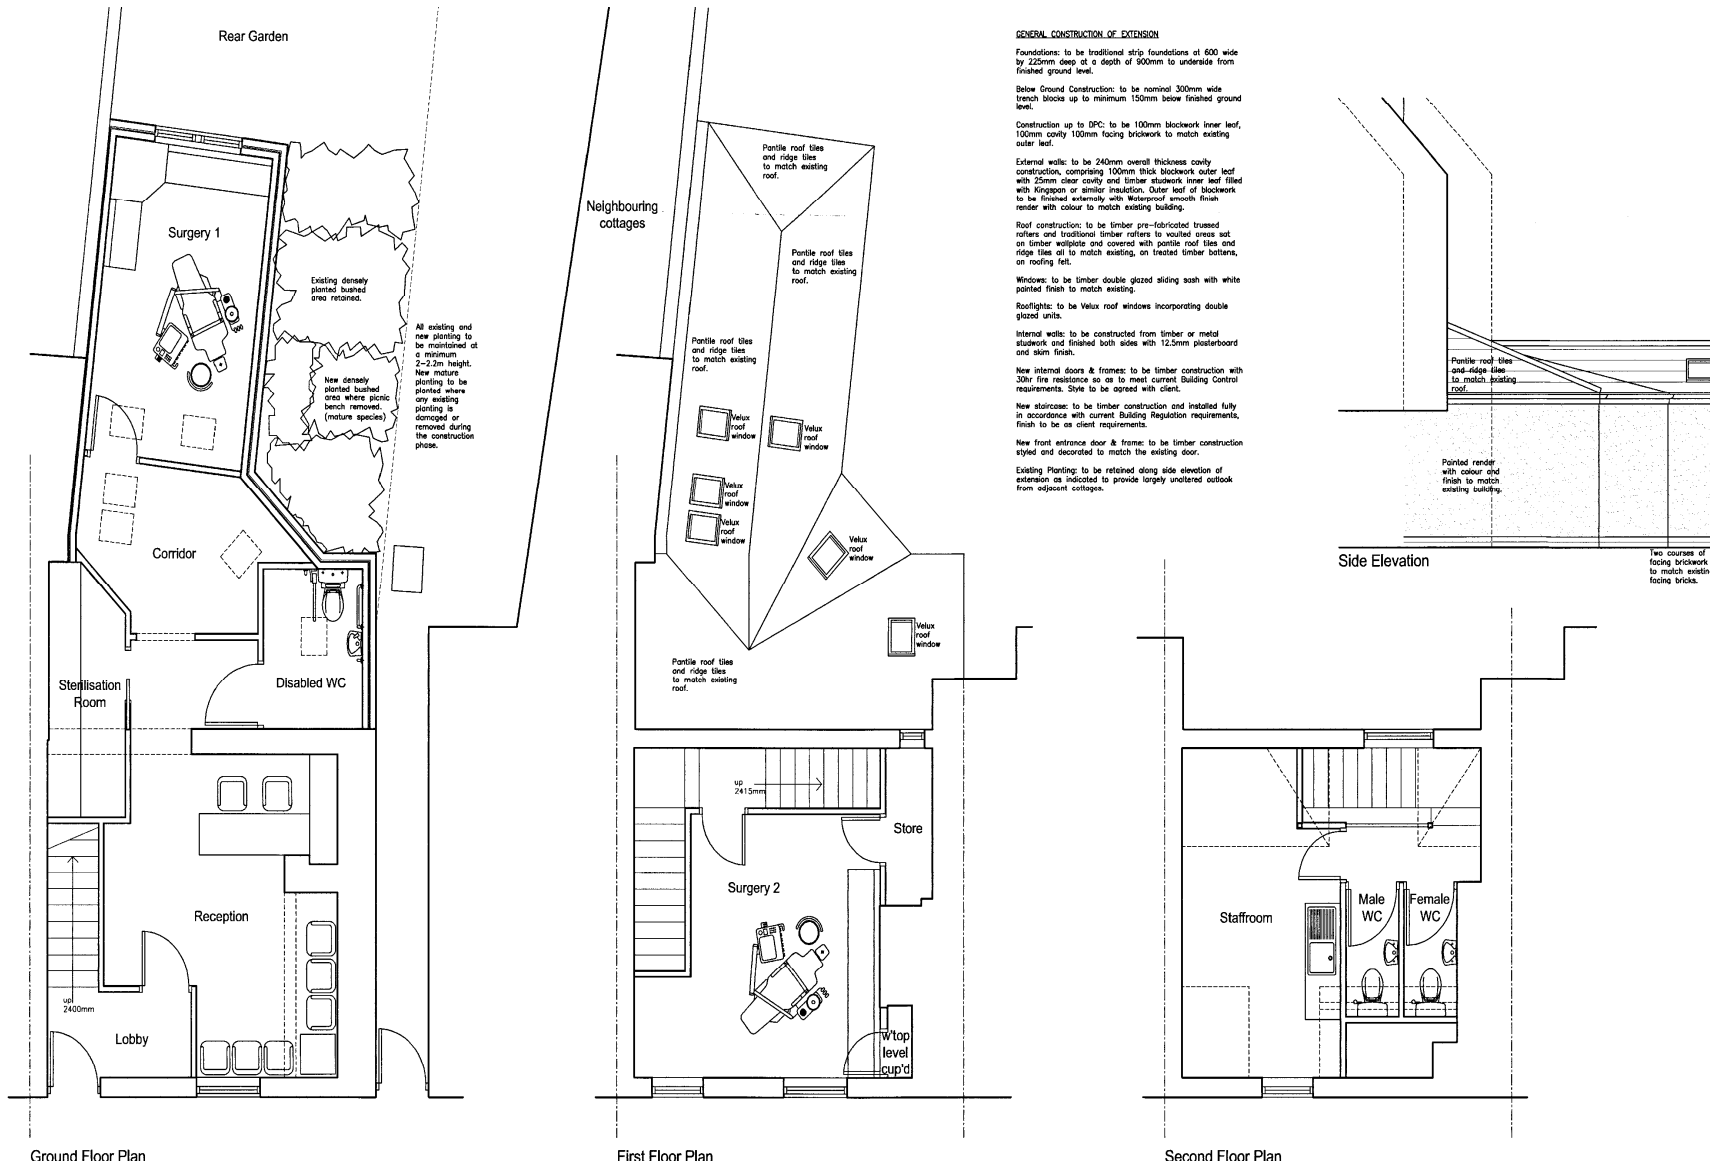 Rear Garden
Surgery 1
Existing densely
planted bushed
area retained.
New densely
planted bushed
area where picnic
bench removed.
(mature species)
All existing and
new planting to
be maintained at
a minimum
2-2.2m height.
New mature
planting to be
planted where
any existing
planting is
damaged or
removed during
the construction
phase.
Corridor
Sterilisation
Room
Disabled WC
Reception
up
2400mm
Lobby
Ground Floor Plan
Neighbouring
cottages
Pantile roof tiles
and ridge tiles
to match existing
roof.
Pantile roof tiles
and ridge tiles
to match existing
roof.
Pantile roof tiles
and ridge tiles
to match existing
roof.
Velux
roof
window
Velux
roof
window
Velux
roof
window
Velux
roof
window
Velux
roof
window
Velux
roof
window
Pantile roof tiles
and ridge tiles
to match existing
roof.
up
2415mm
Store
Surgery 2
w'top
level
cup'd
First Floor Plan
GENERAL CONSTRUCTION OF EXTENSION
Foundations: to be traditional strip foundations at 600 wide
by 225mm deep at a depth of 900mm to underside from
finished ground level.
Below Ground Construction: to be nominal 300mm wide
trench blocks up to minimum 150mm below finished ground
level.
Construction up to DPC: to be 100mm blockwork inner leaf,
100mm cavity 100mm facing brickwork to match existing
outer leaf.
External walls: to be 240mm overall thickness cavity
construction, comprising 100mm thick blockwork outer leaf
with 25mm clear cavity and timber studwork inner leaf filled
with Kingspan or similar insulation. Outer leaf of blockwork
to be finished externally with Waterproof smooth finish
render with colour to match existing building.
Roof construction: to be timber pre-fabricated trussed
rafters and traditional timber rafters to vaulted areas sat
on timber wallplate and covered with pantile roof tiles and
ridge tiles all to match existing, on treated timber battens,
on roofing felt.
Windows: to be timber double glazed sliding sash with white
painted finish to match existing.
Rooflights: to be Velux roof windows incorporating double
glazed units.
Internal walls: to be constructed from timber or metal
studwork and finished both sides with 12.5mm plasterboard
and skim finish.
New internal doors & frames: to be timber construction with
30hr fire resistance so as to meet current Building Control
requirements. Style to be agreed with client.
New staircase: to be timber construction and installed fully
in accordance with current Building Regulation requirements,
finish to be as client requirements.
New front entrance door & frame: to be timber construction
styled and decorated to match the existing door.
Existing Planting: to be retained along side elevation of
extension as indicated to provide largely unaltered outlook
from adjacent cottages.
Pantile roof tiles
and ridge tiles
to match existing
roof.
Painted render
with colour and
finish to match
existing building.
Side Elevation
Two courses of
facing brickwork
to match existin
facing bricks.
Staffroom
Male
WC
Female
WC
Second Floor Plan